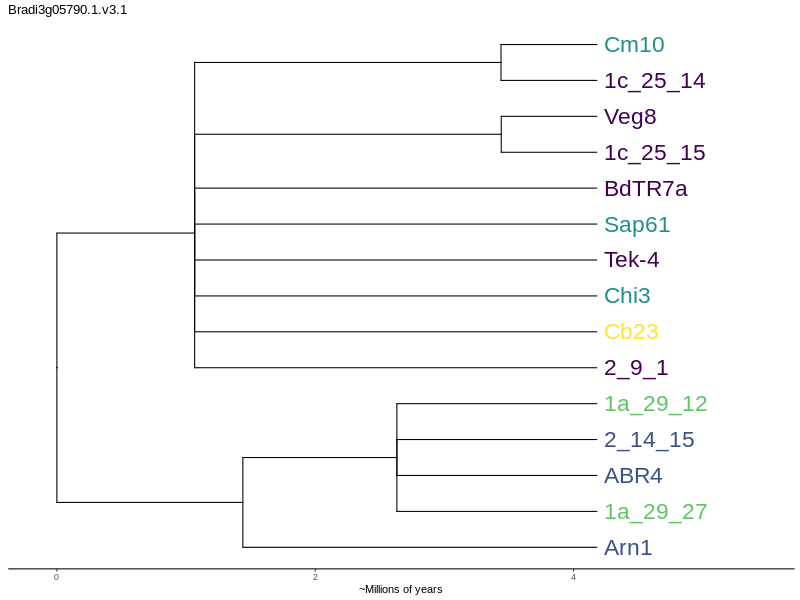 Bradi3g05790.1.v3.1
Cm10
1c_25_14
Veg8
1c_25_15
BdTR7a
Sap61
Tek-4
Chi3
Cb23
2_9_1
1a_29_12
2_14_15
ABR4
1a_29_27
Arn1
0 2 4
~Millions of years